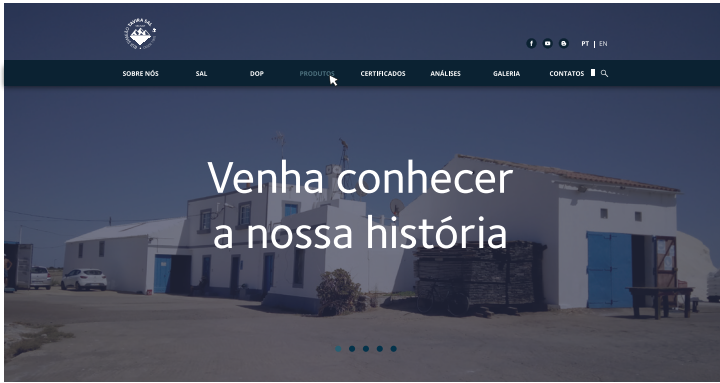 TAVIRA SAL
PT | EN
SOBRE NÓS SAL DOP PRODUTOS CERTIFICADOS ANÁLISES GALERIA CONTATOS
Venha conhecer
a nossa história